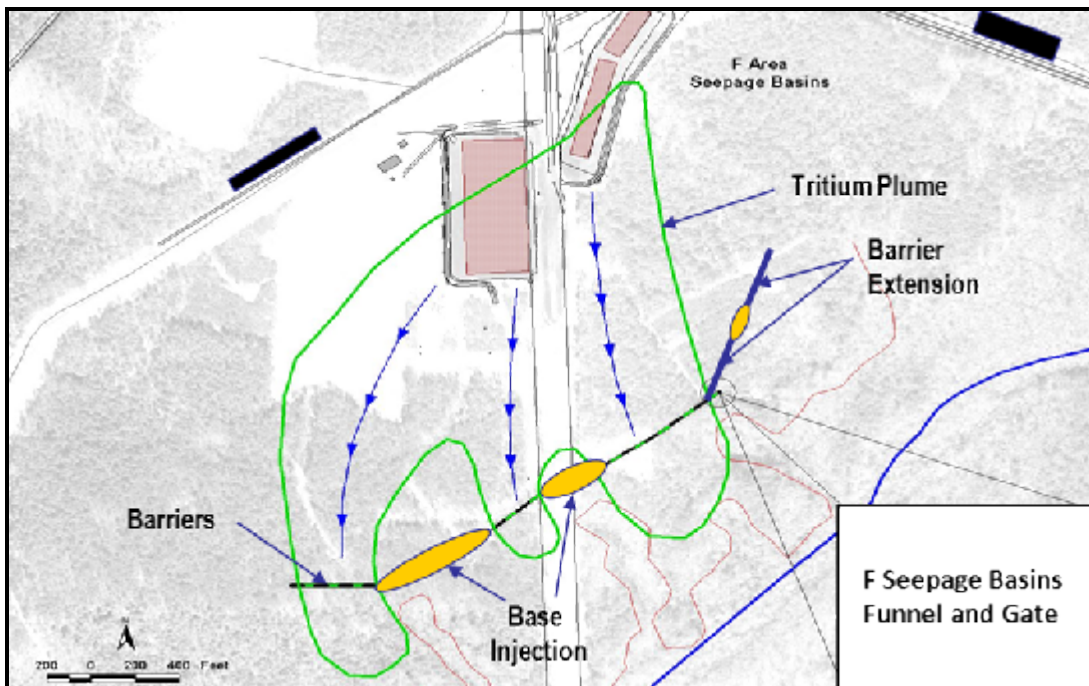 F Area
Seepage Basins
Tritium Plume
Barrier
Extension
Barriers
Base
Injection
F Seepage Basins
Funnel and Gate
N
200 0 200 400 Feet